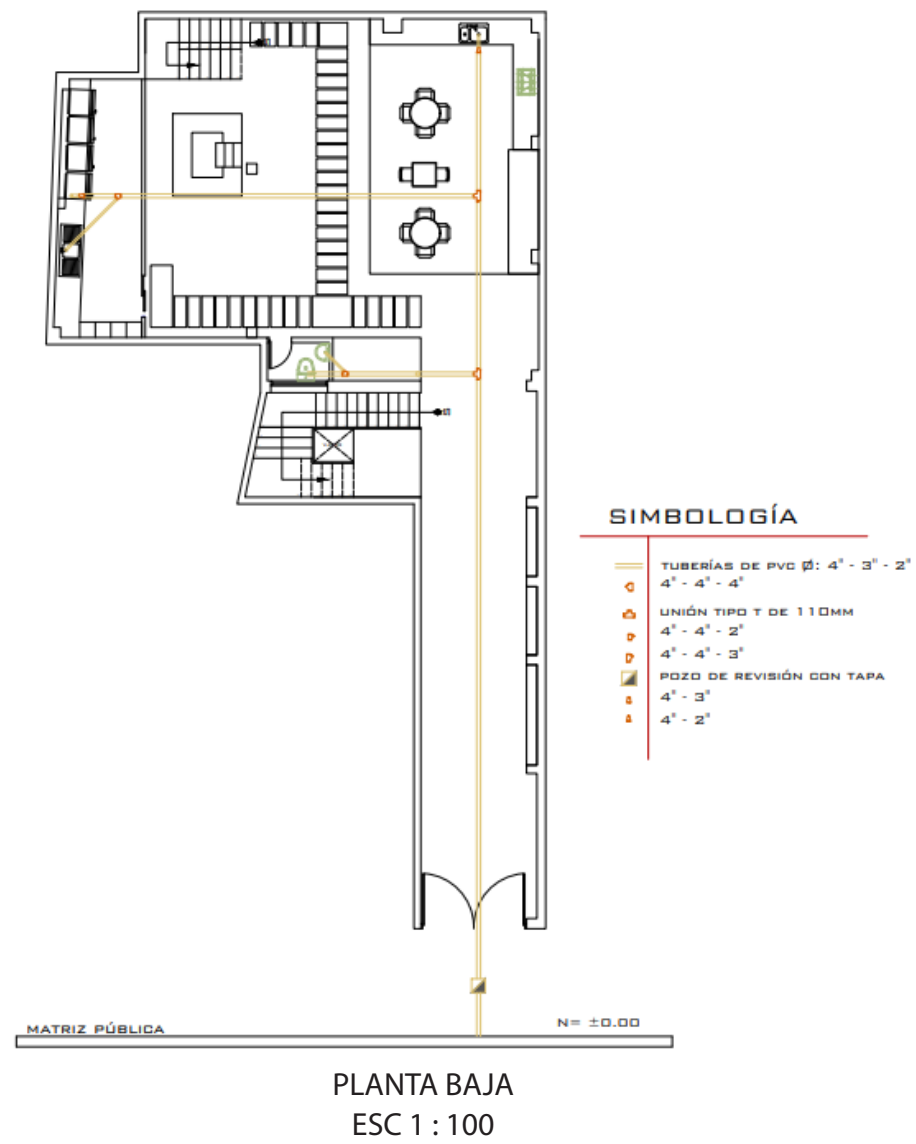 SIMBOLOGÍA
TUBERÍAS DE PVC Ø: 4" - 3" - 2"
4" - 4" - 4"
UNIÓN TIPO T DE 110MM
4" - 4" - 2"
4" - 4" - 3"
POZO DE REVISIÓN CON TAPA
4" - 3"
4" - 2"
MATRIZ PÚBLICA
N= ±0.00
PLANTA BAJA
ESC 1 : 100